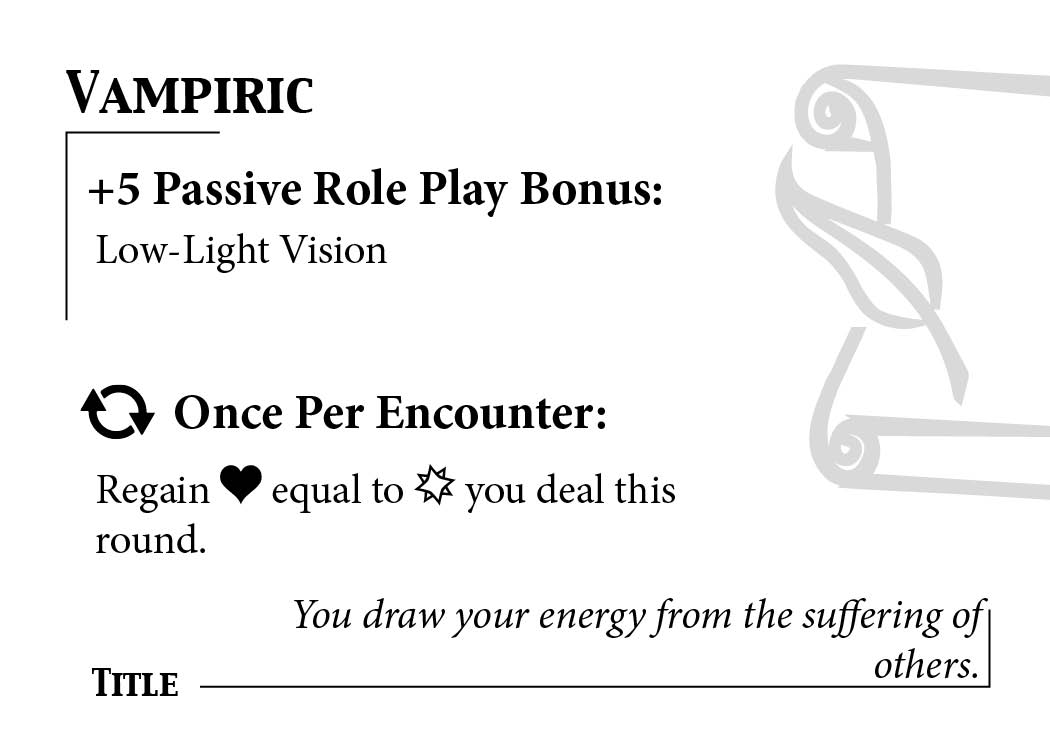 Vampiric
+5 Passive Role Play Bonus:
Low-Light Vision
Once Per Encounter:
Regain ♥ equal to ✷ you deal this
round.
You draw your energy from the suffering of
others.
Title